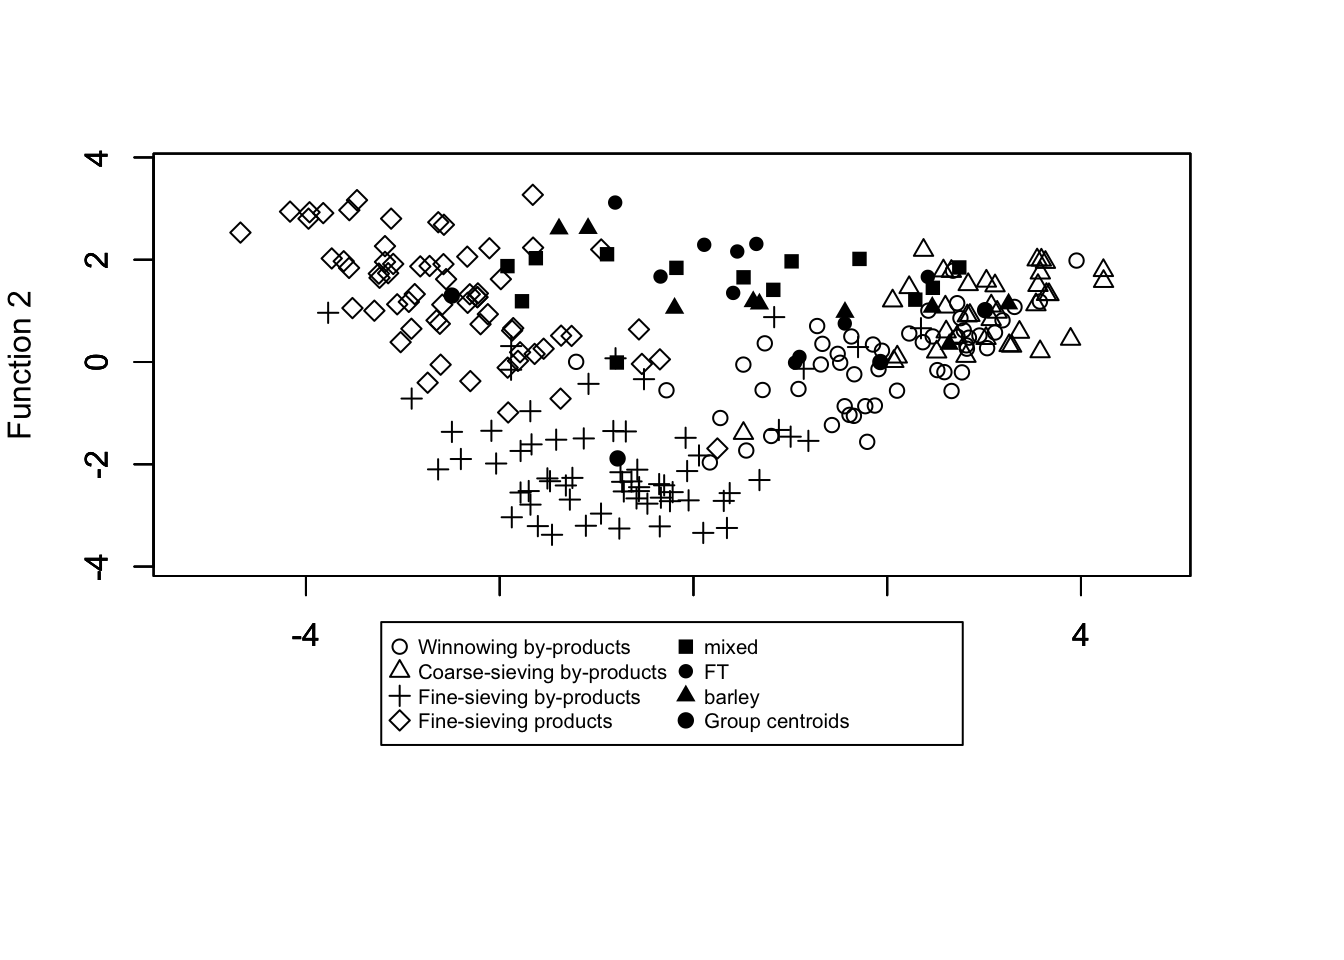 Function 2
4
2
0
-2
-4
-4
4
Winnowing by-products
Coarse-sieving by-products
Fine-sieving by-products
Fine-sieving products
mixed
FT
barley
Group centroids